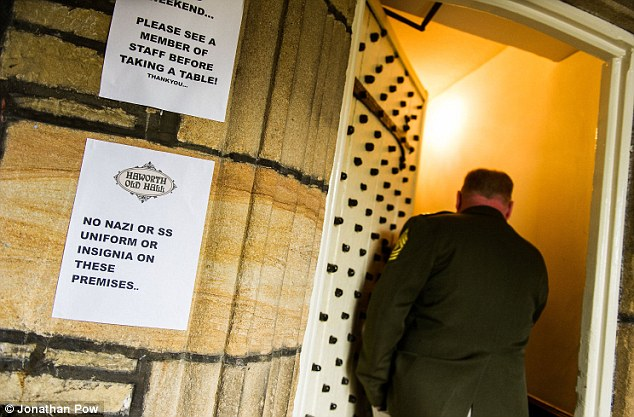 WEEKEND...
PLEASE SEE A
MEMBER OF
STAFF BEFORE
TAKING A TABLE!
THANKYOU...
HAWORTH
OLD HALL
NO NAZI OR SS
UNIFORM OR
INSIGNIA ON
THESE
PREMISES..
© Jonathan Pow